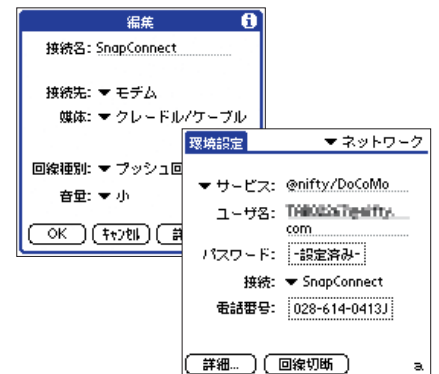 編集
接続名: SnapConnect
接続先: ▼ モデム
媒体: ▼ クレードル/ケーブル
回線種別: ▼ プッシュ回
音量: ▼ 小
OK キャンセル 詳
環境設定 ▼ ネットワーク
▼ サービス: @nifty/DoCoMo
ユーザ名:
com
パスワード: -設定済み-
接続: ▼ SnapConnect
電話番号: 028-614-0413J
詳細... 回線切断 a